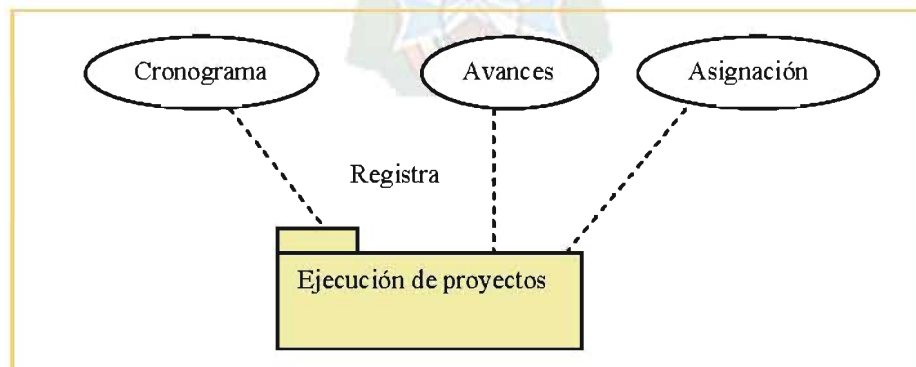 Cronograma
Avances
Asignación
Registra
Ejecución de proyectos